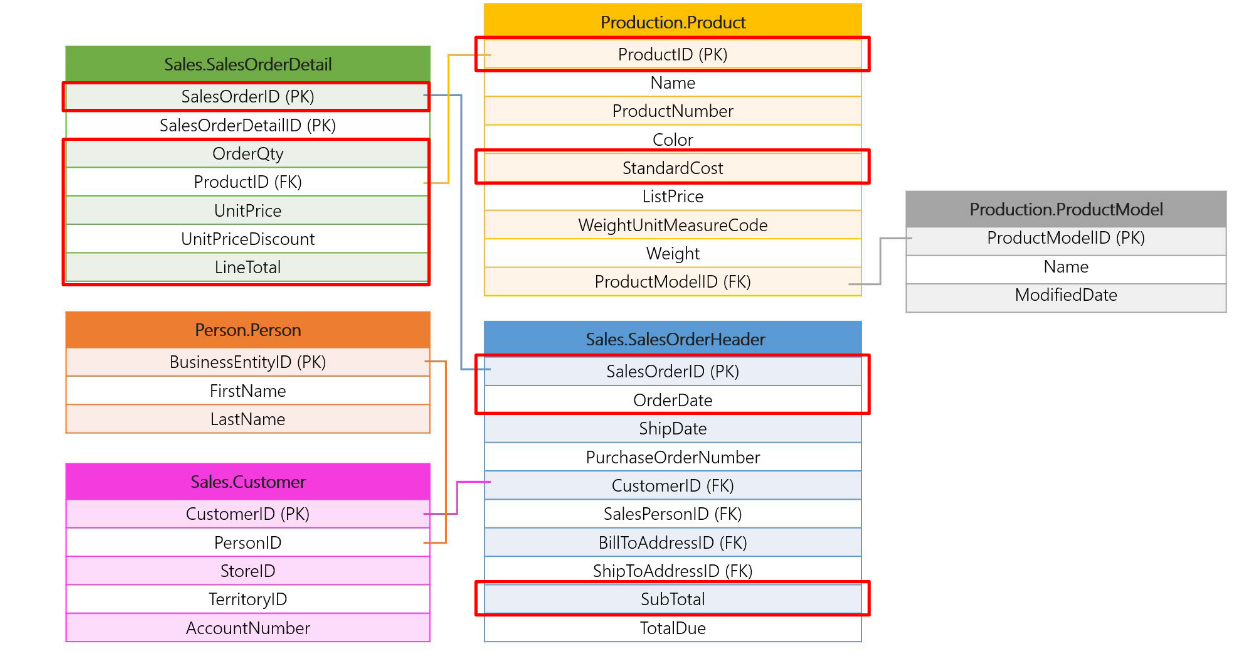 Sales.SalesOrderDetail
SalesOrderID (PK)
SalesOrderDetailID (PK)
OrderQty
ProductID (FK)
UnitPrice
UnitPriceDiscount
LineTotal
Person.Person
BusinessEntityID (PK)
FirstName
LastName
Sales.Customer
CustomerID (PK)
PersonID
StoreID
TerritoryID
AccountNumber
Production.Product
ProductID (PK)
Name
ProductNumber
Color
StandardCost
ListPrice
WeightUnitMeasureCode
Weight
ProductModelID (FK)
Sales.SalesOrderHeader
SalesOrderID (PK)
OrderDate
ShipDate
PurchaseOrderNumber
CustomerID (FK)
SalesPersonID (FK)
BillToAddressID (FK)
ShipToAddressID (FK)
SubTotal
TotalDue
Production.ProductModel
ProductModelID (PK)
Name
ModifiedDate